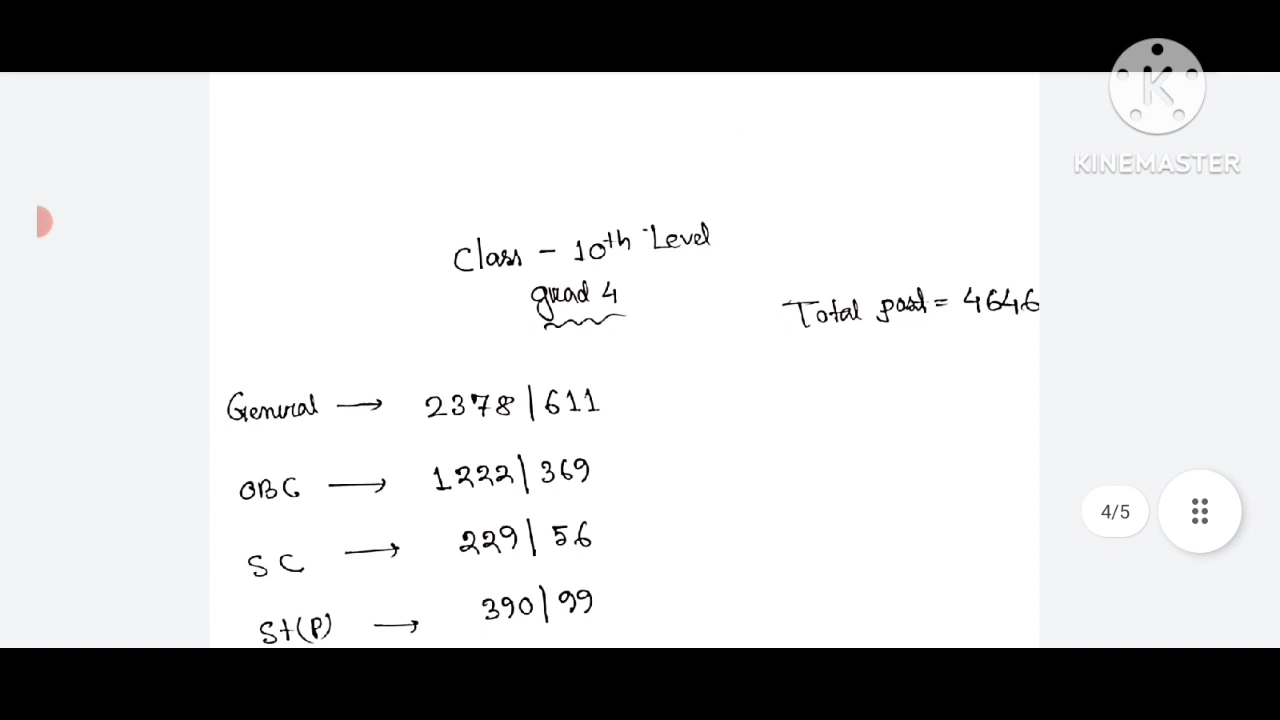 K
KINEMASTER
Class - 10th Level
grad 4
Total post = 4646
General → 2378 | 611
OBC → 1222 | 369
SC → 229 | 56
St(P) → 390 | 99
4/5